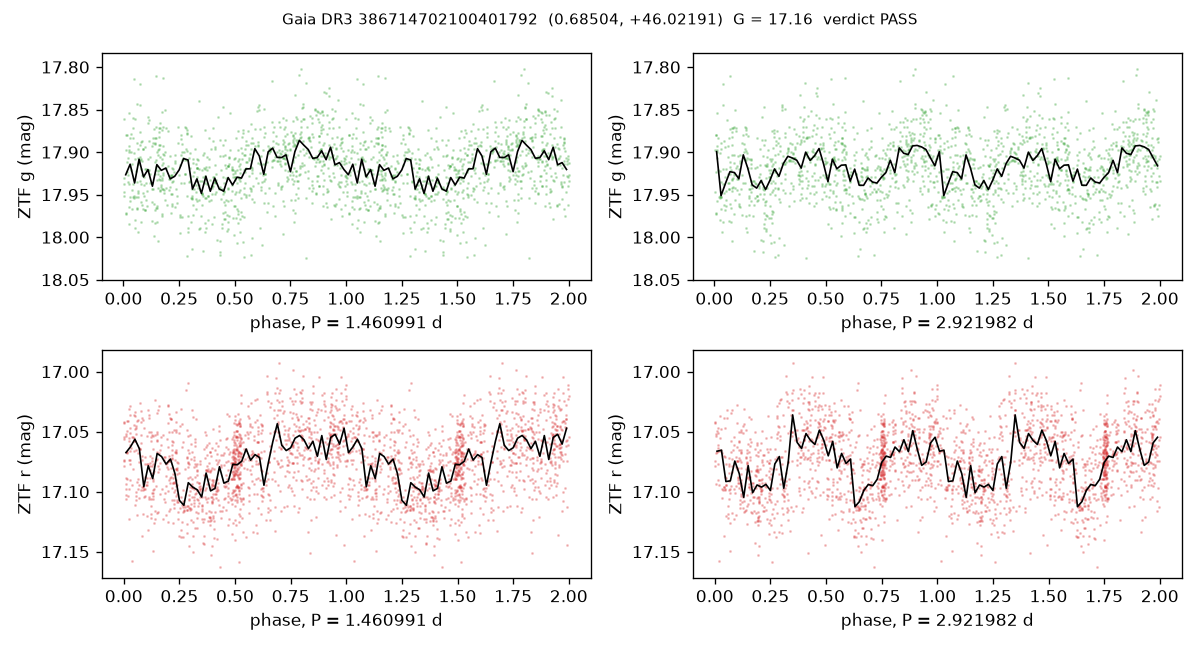 Gaia DR3 386714702100401792  (0.68504, +46.02191)  G = 17.16  verdict PASS
ZTF g (mag)
17.80
17.85
17.90
17.95
18.00
18.05
0.00 0.25 0.50 0.75 1.00 1.25 1.50 1.75 2.00
phase, P = 1.460991 d
ZTF g (mag)
17.80
17.85
17.90
17.95
18.00
18.05
0.00 0.25 0.50 0.75 1.00 1.25 1.50 1.75 2.00
phase, P = 2.921982 d
ZTF r (mag)
17.00
17.05
17.10
17.15
0.00 0.25 0.50 0.75 1.00 1.25 1.50 1.75 2.00
phase, P = 1.460991 d
ZTF r (mag)
17.00
17.05
17.10
17.15
0.00 0.25 0.50 0.75 1.00 1.25 1.50 1.75 2.00
phase, P = 2.921982 d